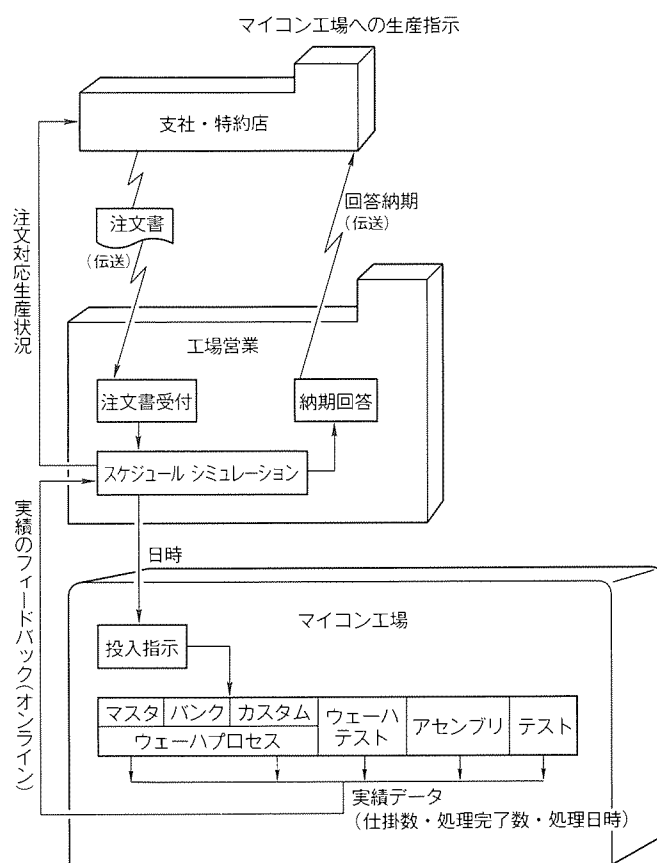 マイコン工場への生産指示
支社・特約店
注文書
(伝送)
回答納期
(伝送)
注文対応生産状況
工場営業
注文書受付
納期回答
スケジュール シミュレーション
実績のフィードバック(オンライン)
日時
マイコン工場
投入指示
マスタ
バンク
カスタム
ウェーハプロセス
ウェーハ
テスト
アセンブリ
テスト
実績データ
(仕掛数・処理完了数・処理日時)